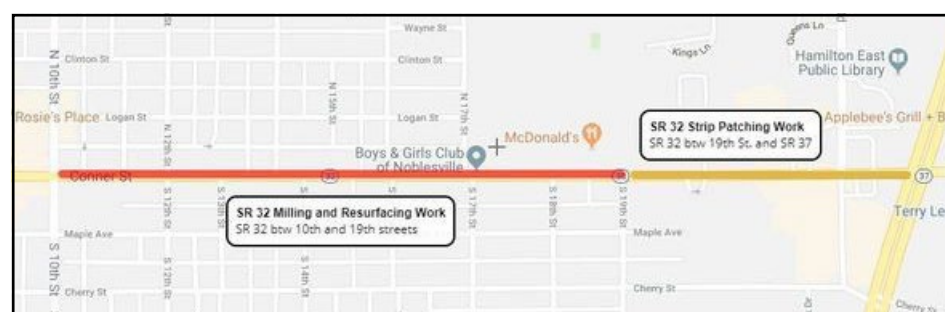 Wayne St
Queens Ln
Kings Ln
N 10th St
Clinton St
Clinton St
Hamilton East
Public Library
N 15th St
N 17th St
Rosie's Place
Logan St
Logan St
N 12th St
McDonald's
SR 32 Strip Patching Work
SR 32 btw 19th St. and SR 37
Applebee's Grill + B
Boys & Girls Club
of Noblesville
Conner St
32
37
S 12th St
S 13th St
S 17th St
S 18th St
S 19th St
SR 32 Milling and Resurfacing Work
SR 32 btw 10th and 19th streets
Terry Le
Maple Ave
Maple Ave
S 10th St
S 12th St
S 14th St
Cherry St
Cherry St
Cherry St